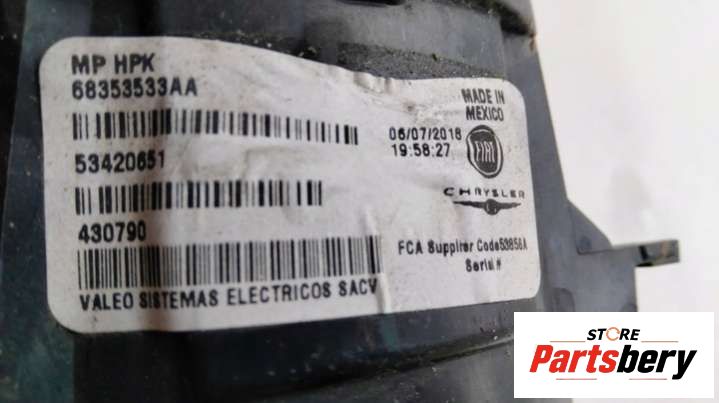 MP HPK
68353533AA
53420651
430790
VALEO SISTEMAS ELECTRICOS SACV
MADE IN
MEXICO
06/07/2018
19:58:27
FIAT
CHRYSLER
FCA Supplier Code53858A
Serial #
STORE
Partsbery